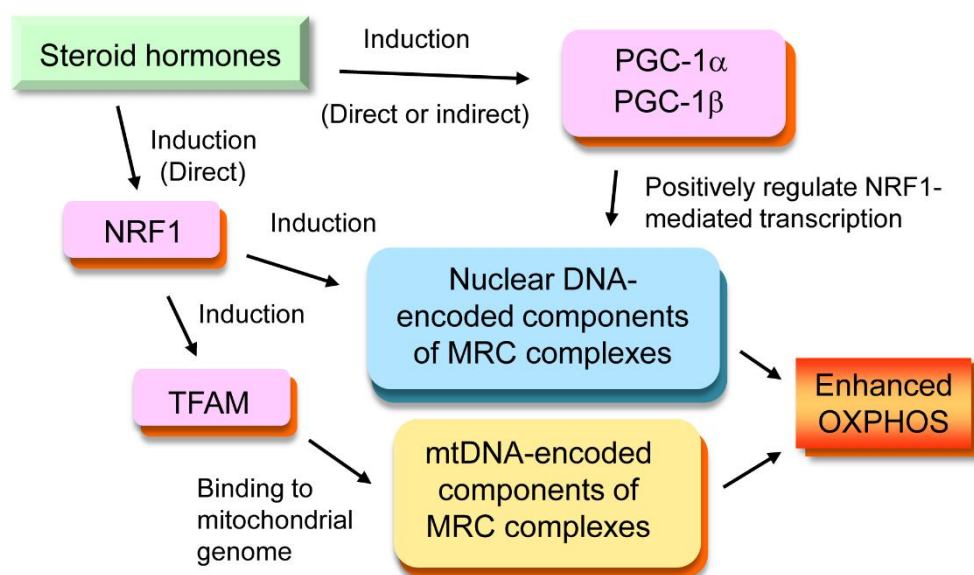 Steroid hormones
Induction
(Direct or indirect)
PGC-1α
PGC-1β
Induction
(Direct)
Positively regulate NRF1-
mediated transcription
NRF1
Induction
Nuclear DNA-
encoded components
of MRC complexes
Induction
TFAM
Enhanced
OXPHOS
mtDNA-encoded
components of
MRC complexes
Binding to
mitochondrial
genome